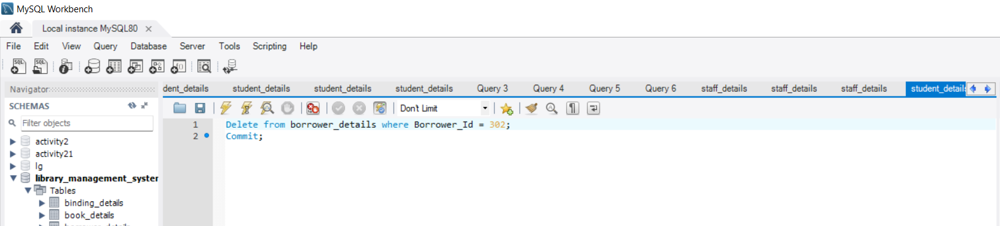 MySQL Workbench
Local instance MySQL80
File Edit View Query Database Server Tools Scripting Help
Navigator
dent_details student_details student_details student_details Query 3 Query 4 Query 5 Query 6 staff_details staff_details staff_details student_detail
SCHEMAS
Don't Limit
Filter objects
1 Delete from borrower_details where Borrower_Id = 302;
2 Commit;
activity2
activity21
lg
library_management_syster
Tables
binding_details
book_details